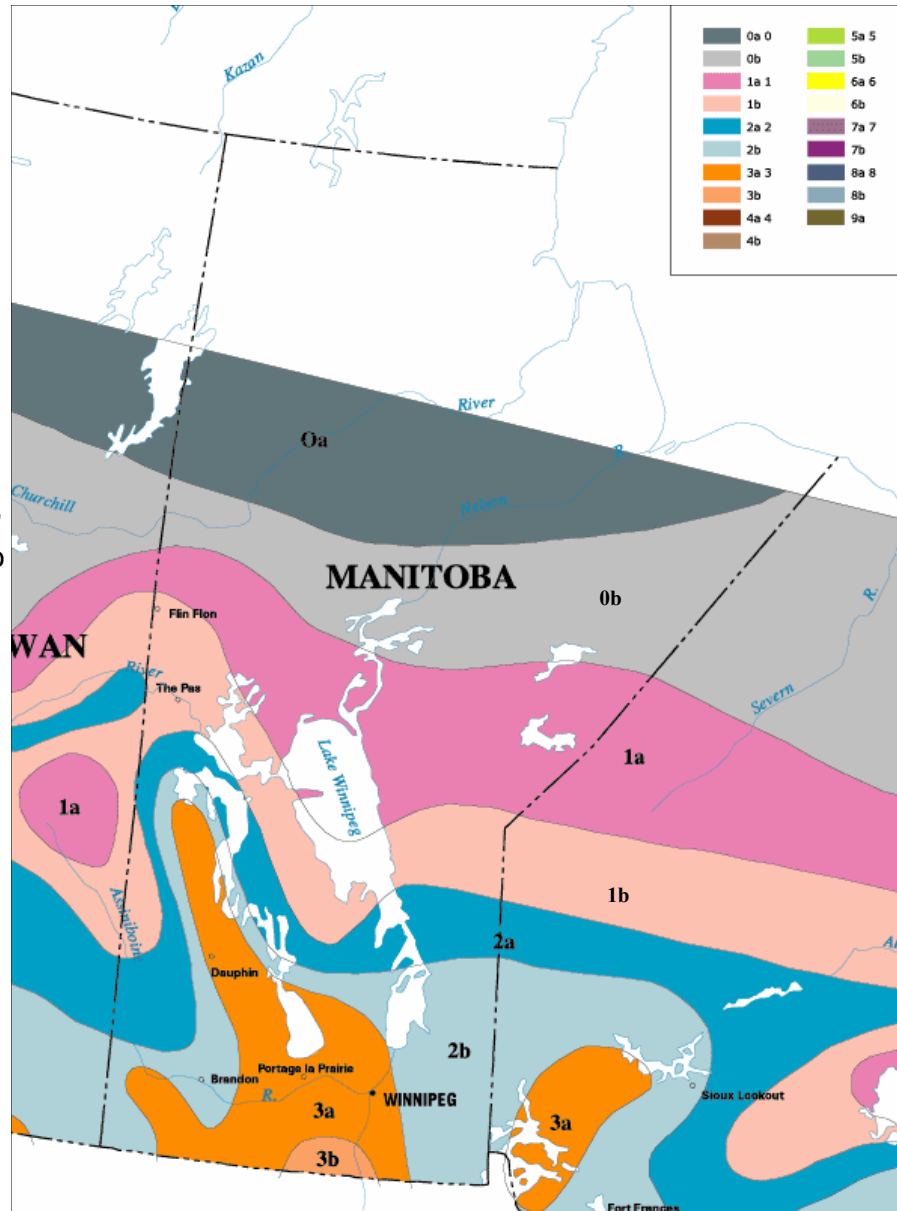 0a 0
0b
1a 1
1b
2a 2
2b
3a 3
3b
4a 4
4b
5a 5
5b
6a 6
6b
7a 7
7b
8a 8
8b
9a
Kazan
River
Oa
R.
Churchill
Nelson
MANITOBA
0b
R.
Flin Flon
WAN
River
The Pas
Severn
Lake Winnipeg
1a
1a
1b
Assiniboin
2a
Dauphin
2b
Portage la Prairie
Brandon
R.
WINNIPEG
Sioux Lookout
3a
3a
3b
Fort Frances